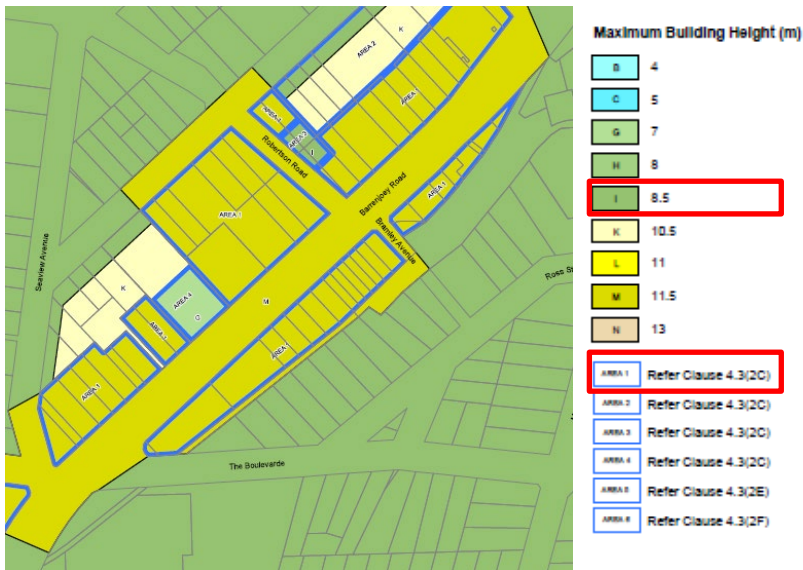 Maximum Building Height (m)
B 4
C 5
G 7
H 8
I 8.5
K 10.5
L 11
M 11.5
N 13
AREA 1 Refer Clause 4.3(2C)
AREA 2 Refer Clause 4.3(2C)
AREA 3 Refer Clause 4.3(2C)
AREA 4 Refer Clause 4.3(2C)
AREA 5 Refer Clause 4.3(2E)
AREA 6 Refer Clause 4.3(2F)
K
AREA 2
AREA 1
AREA 3
I
Robertson Road
AREA 1
Barrenjoey Road
AREA 1
Bramley Avenue
Seaview Avenue
K
AREA 4
G
M
AREA 1
AREA 1
AREA 1
Ross St
The Boulevarde